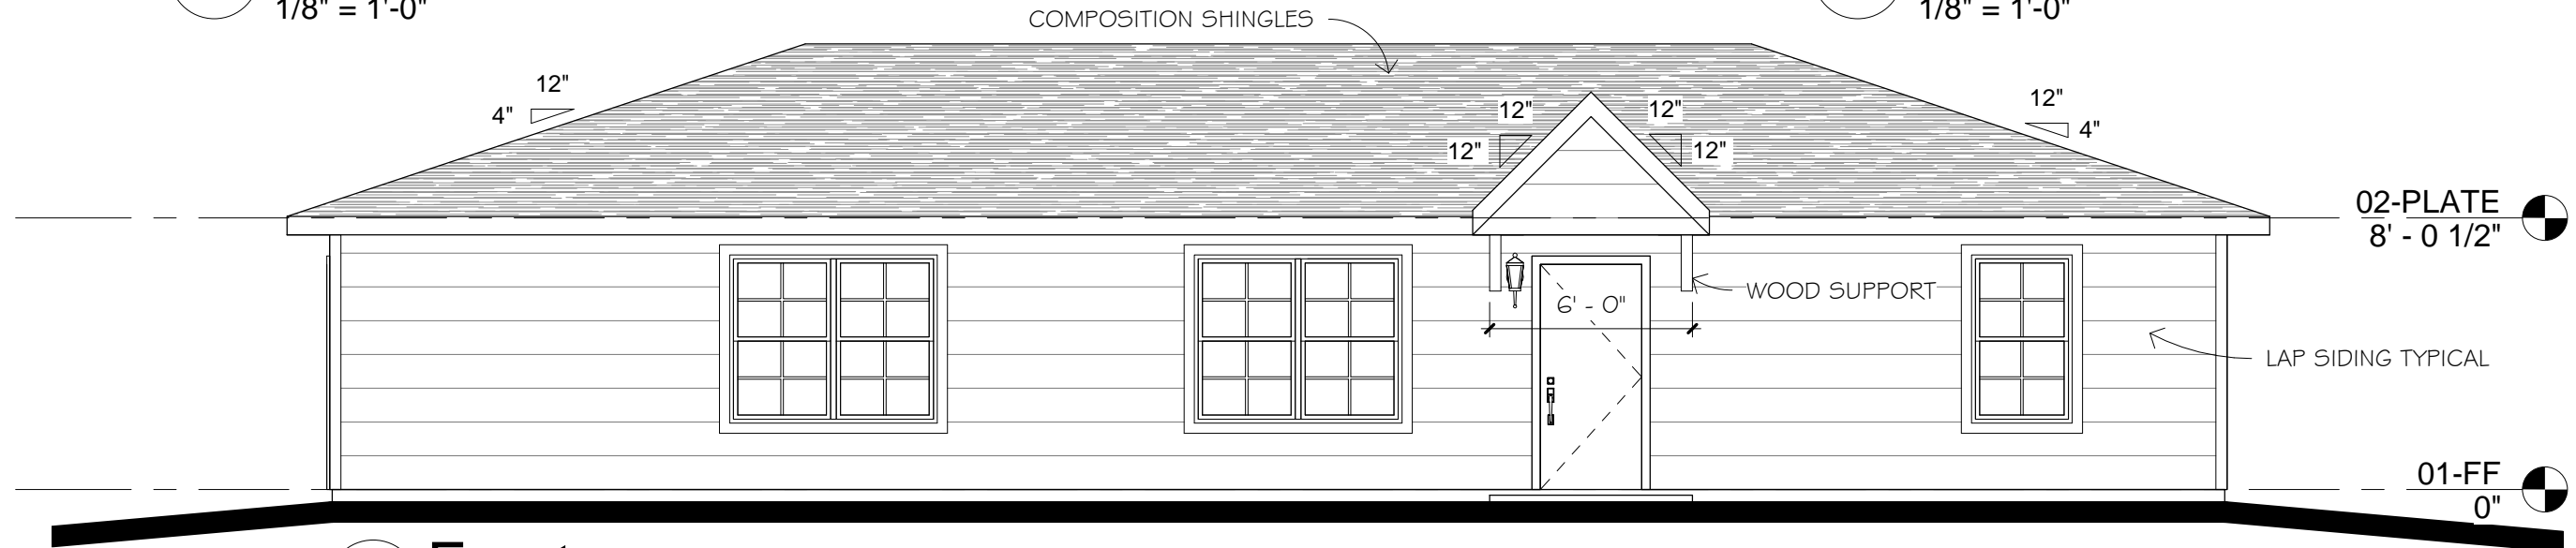 1/8" = 1'-0"
1/8" = 1'-0"
COMPOSITION SHINGLES
12"
4"
12"
12"
12"
12"
12"
4"
02-PLATE
8' - 0 1/2"
6' - 0"
WOOD SUPPORT
LAP SIDING TYPICAL
01-FF
0"